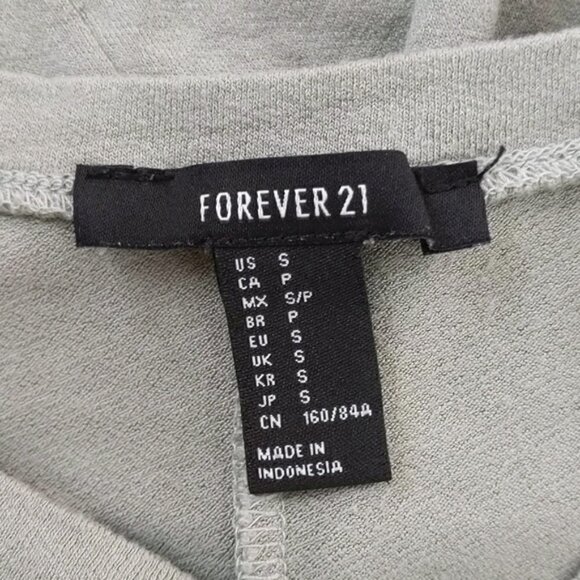 FOREVER 21
US S
CA P
MX S/P
BR P
EU S
UK S
KR S
JP S
CN 160/84A
MADE IN
INDONESIA